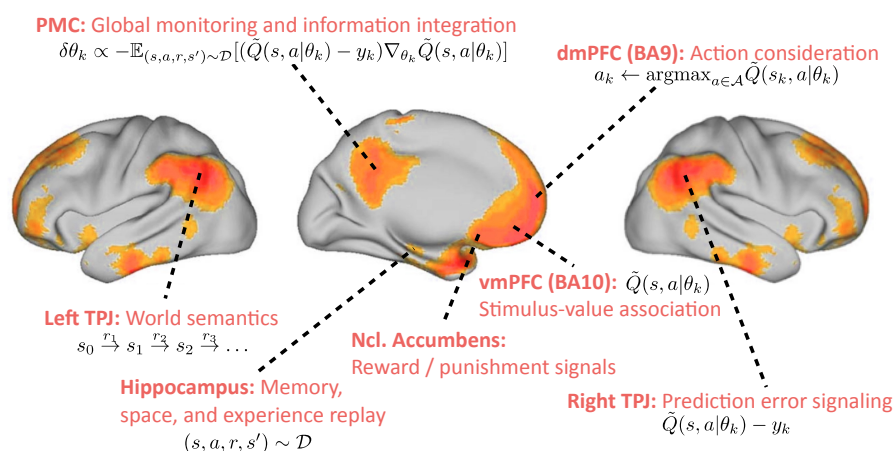 PMC: Global monitoring and information integration
δθ_k ∝ −𝔼_{(s,a,r,s′)∼𝒟}[(Q̃(s, a|θ_k) − y_k)∇_{θ_k}Q̃(s, a|θ_k)]
dmPFC (BA9): Action consideration
a_k ← argmax_{a∈𝒜}Q̃(s_k, a|θ_k)
vmPFC (BA10): Q̃(s, a|θ_k)
Stimulus-value association
Left TPJ: World semantics
s_0 →^{r_1} s_1 →^{r_2} s_2 →^{r_3} …
Ncl. Accumbens:
Reward / punishment signals
Hippocampus: Memory,
space, and experience replay
(s, a, r, s′) ∼ 𝒟
Right TPJ: Prediction error signaling
Q̃(s, a|θ_k) − y_k